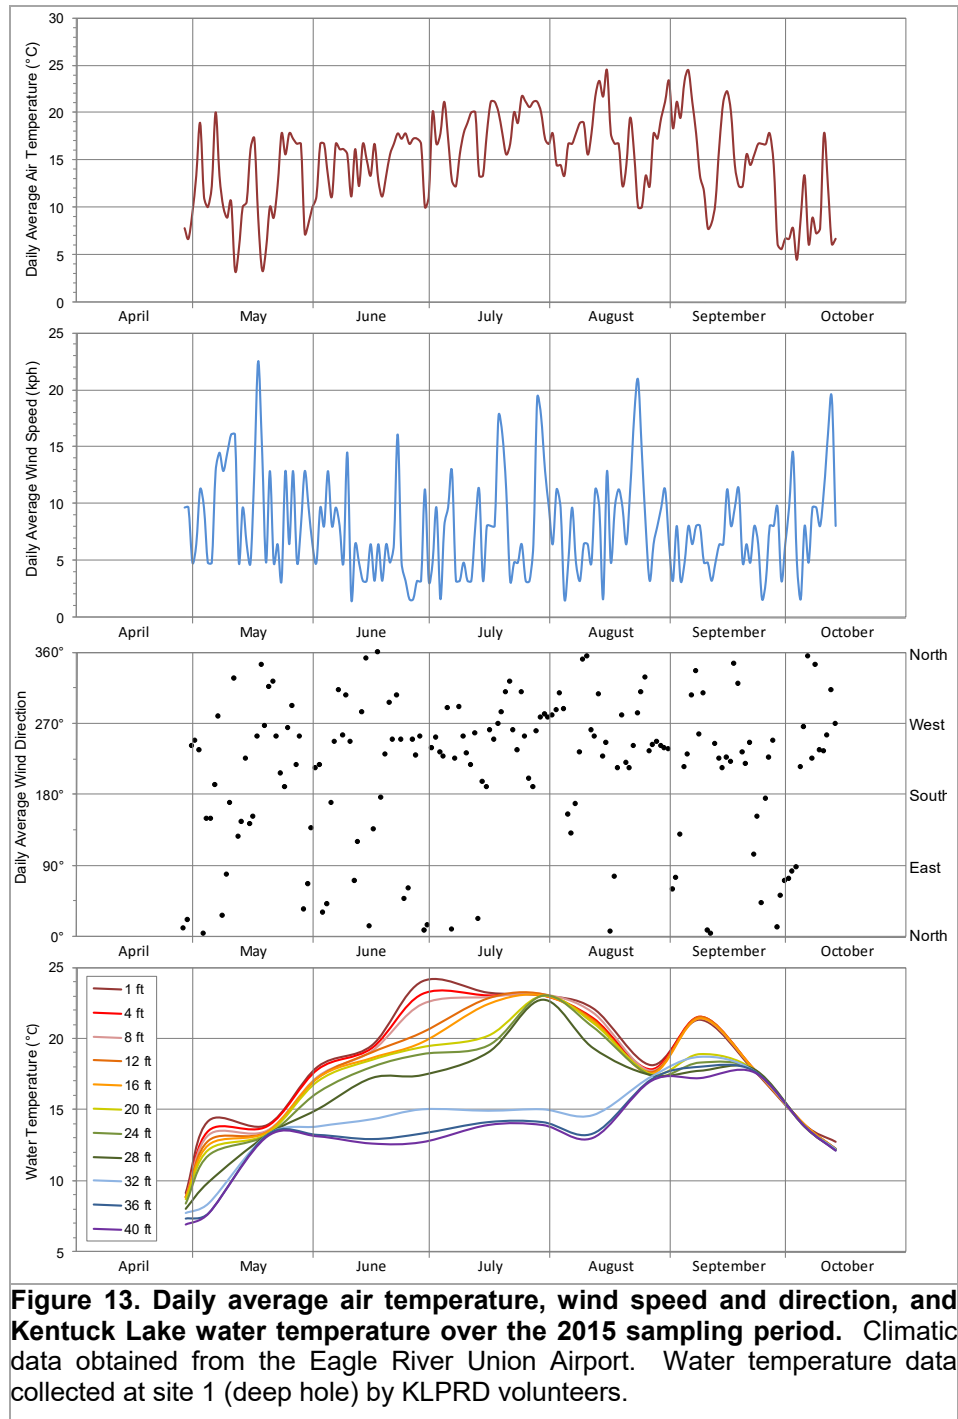 30
25
20
15
10
5
0
Daily Average Air Temperature (°C)
April May June July August September October
25
20
15
10
5
0
Daily Average Wind Speed (kph)
April May June July August September October
360°
270°
180°
90°
0°
Daily Average Wind Direction
North
West
South
East
North
April May June July August September October
25
20
15
10
5
Water Temperature (°C)
1 ft
4 ft
8 ft
12 ft
16 ft
20 ft
24 ft
28 ft
32 ft
36 ft
40 ft
April May June July August September October
Figure 13. Daily average air temperature, wind speed and direction, and
Kentuck Lake water temperature over the 2015 sampling period. Climatic
data obtained from the Eagle River Union Airport. Water temperature data
collected at site 1 (deep hole) by KLPRD volunteers.